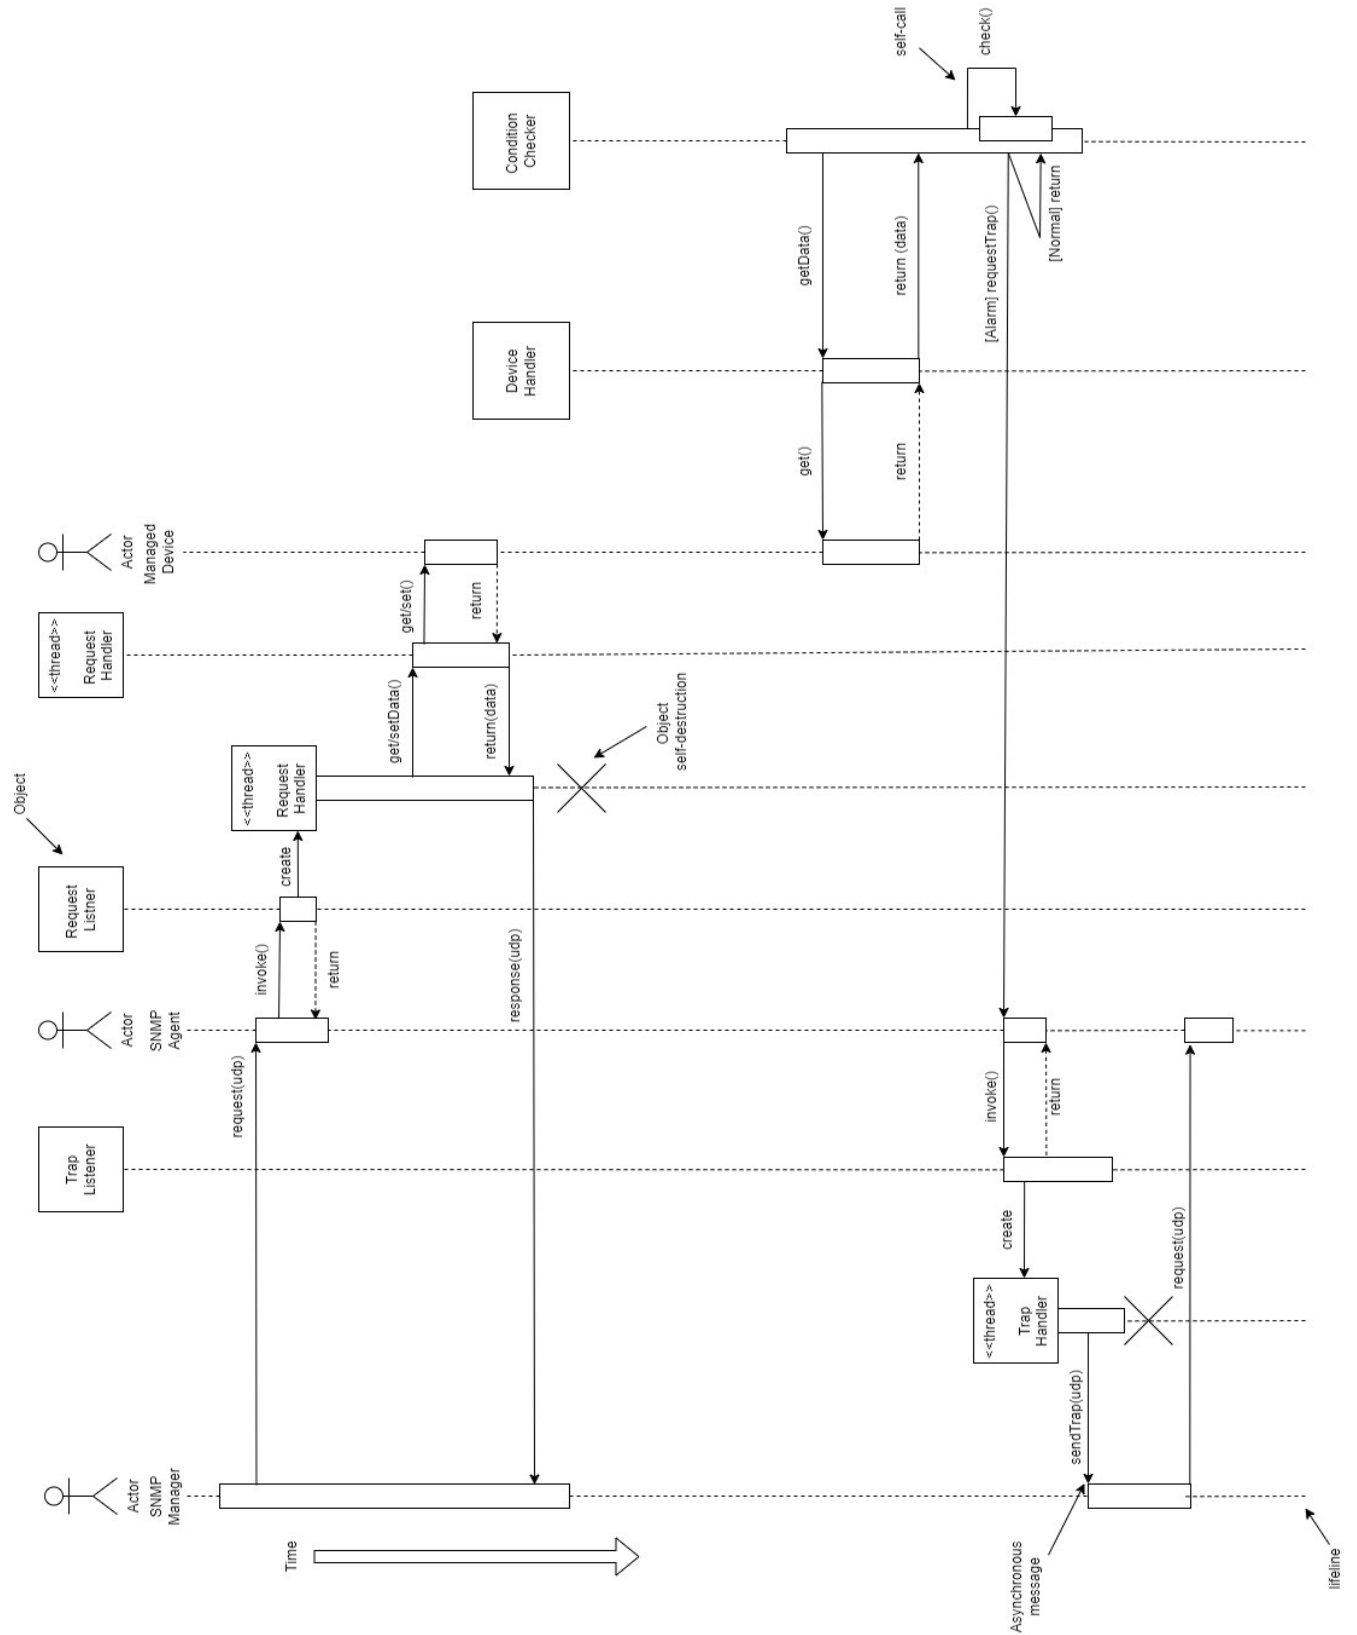 Object
Actor
SNMP
Manager
Trap
Listener
Actor
SNMP
Agent
Request
Listner
<<thread>>
Request
Handler
Actor
Managed
Device
Device
Handler
Condition
Checker
Time
request(udp)
invoke()
return
create
<<thread>>
Request
Handler
get/setData()
get/set()
return
return(data)
response(udp)
Object
self-destruction
getData()
get()
return
return (data)
self-call
check()
[Alarm] requestTrap()
[Normal] return
invoke()
return
create
<<thread>>
Trap
Handler
sendTrap(udp)
Asynchronous
message
request(udp)
lifeline